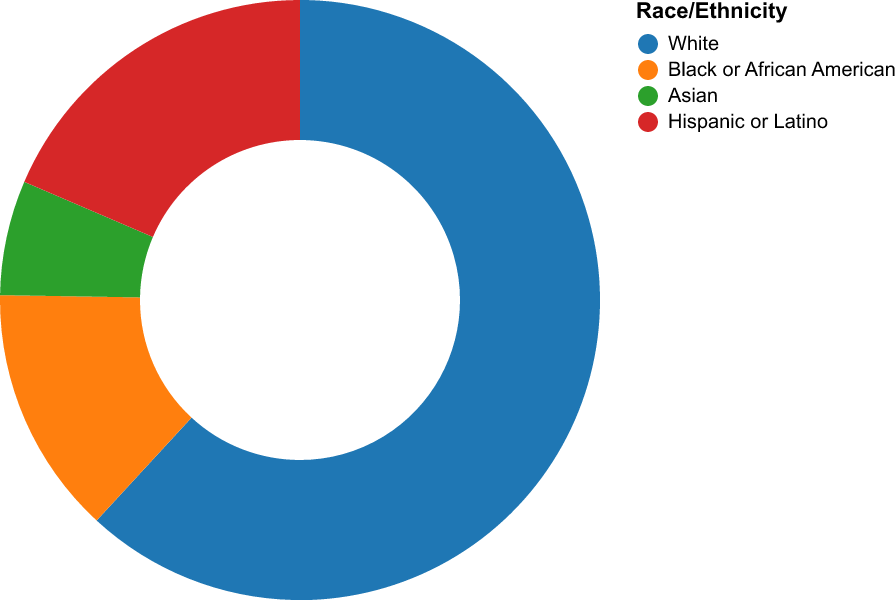 Race/Ethnicity
White
Black or African American
Asian
Hispanic or Latino